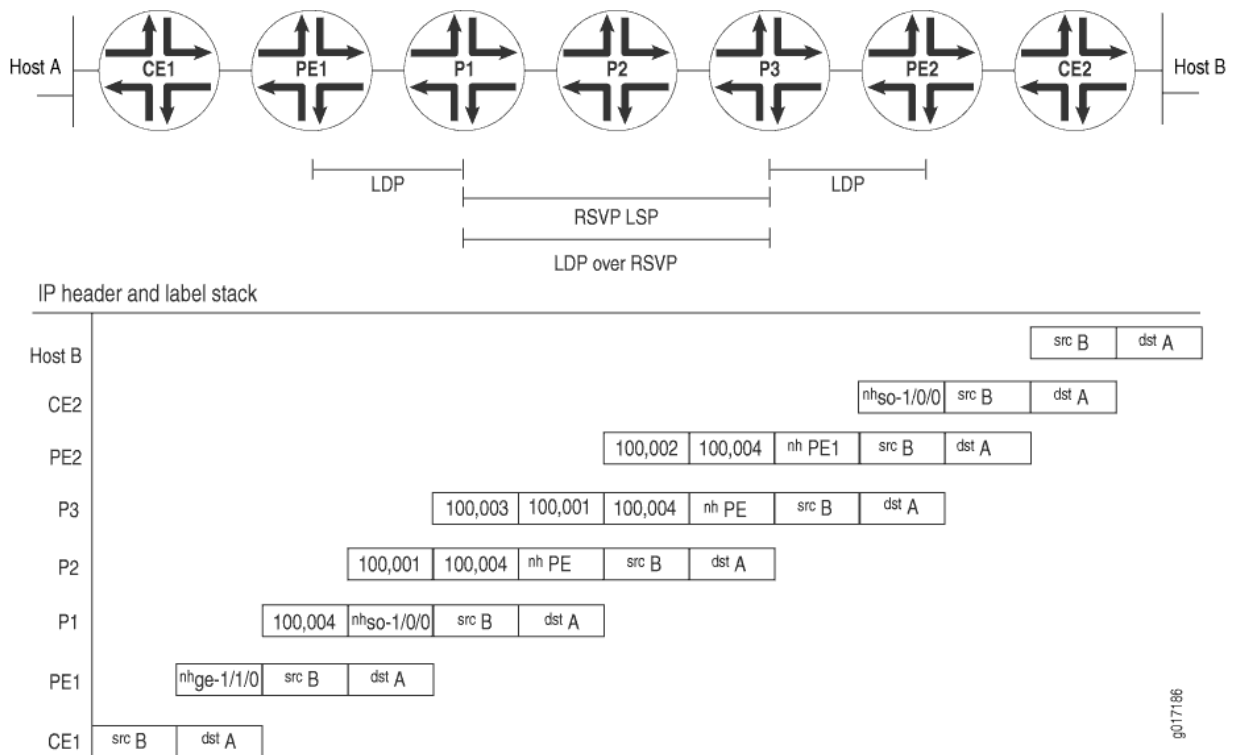 Host A CE1 PE1 P1 P2 P3 PE2 CE2 Host B
LDP LDP
RSVP LSP
LDP over RSVP
IP header and label stack
Host B src B dst A
CE2 nhso-1/0/0 src B dst A
PE2 100,002 100,004 nh PE1 src B dst A
P3 100,003 100,001 100,004 nh PE src B dst A
P2 100,001 100,004 nh PE src B dst A
P1 100,004 nhso-1/0/0 src B dst A
PE1 nhge-1/1/0 src B dst A
CE1 src B dst A
g017186